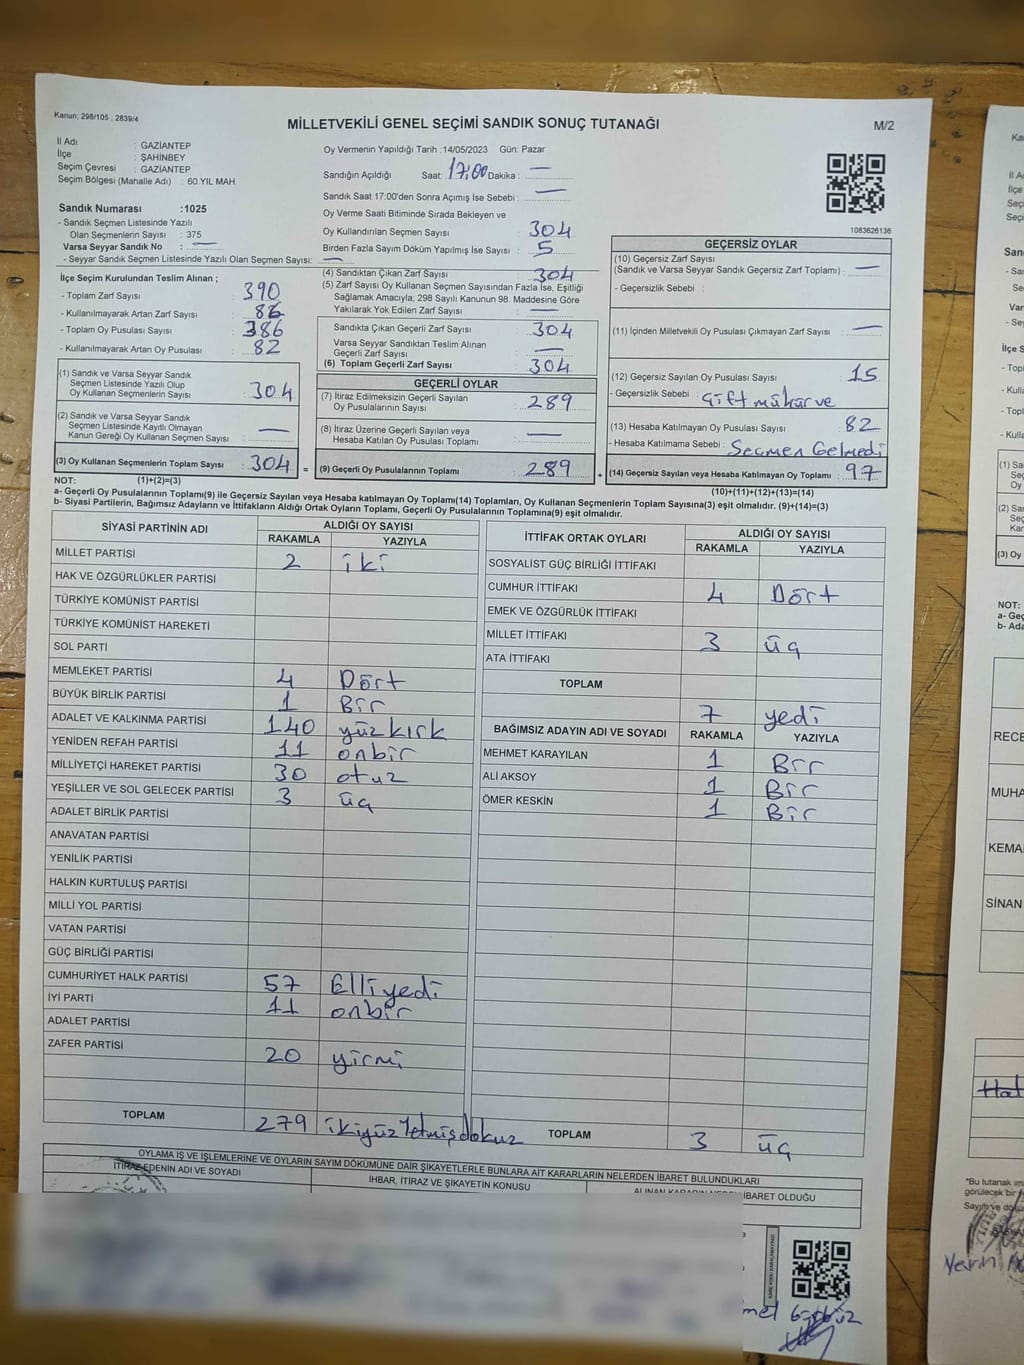 Kanun; 298/105 , 2839/4
MİLLETVEKİLİ GENEL SEÇİMİ SANDIK SONUÇ TUTANAĞI
M/2
İl Adı : GAZİANTEP
İlçe : ŞAHİNBEY
Seçim Çevresi : GAZİANTEP
Seçim Bölgesi (Mahalle Adı) : 60.YIL MAH.
Sandık Numarası :1025
- Sandık Seçmen Listesinde Yazılı
Olan Seçmenlerin Sayısı : 375
Varsa Seyyar Sandık No : —
- Seyyar Sandık Seçmen Listesinde Yazılı Olan Seçmen Sayısı: —
Oy Vermenin Yapıldığı Tarih :14/05/2023 Gün: Pazar
Sandığın Açıldığı Saat: 17:00 Dakika : —
Sandık Saat 17:00'den Sonra Açımış İse Sebebi : —
Oy Verme Saati Bitiminde Sırada Bekleyen ve
Oy Kullandırılan Seçmen Sayısı : 304
Birden Fazla Sayım Döküm Yapılmış İse Sayısı : 5
1083626136
İlçe Seçim Kurulundan Teslim Alınan ;
- Toplam Zarf Sayısı : 390
- Kullanılmayarak Artan Zarf Sayısı : 86
- Toplam Oy Pusulası Sayısı : 386
- Kullanılmayarak Artan Oy Pusulası : 82
(1) Sandık ve Varsa Seyyar Sandık
Seçmen Listesinde Yazılı Olup
Oy Kullanan Seçmenlerin Sayısı : 304
(2) Sandık ve Varsa Seyyar Sandık
Seçmen Listesinde Kayıtlı Olmayan
Kanun Gereği Oy Kullanan Seçmen Sayısı : —
(3) Oy Kullanan Seçmenlerin Toplam Sayısı : 304
(4) Sandıktan Çıkan Zarf Sayısı : 304
(5) Zarf Sayısı Oy Kullanan Seçmen Sayısından Fazla İse, Eşitliği
Sağlamak Amacıyla; 298 Sayılı Kanunun 98. Maddesine Göre
Yakılarak Yok Edilen Zarf Sayısı : —
Sandıkta Çıkan Geçerli Zarf Sayısı : 304
Varsa Seyyar Sandıktan Teslim Alınan
Geçerli Zarf Sayısı : —
(6) Toplam Geçerli Zarf Sayısı : 304
GEÇERLİ OYLAR
(7) İtiraz Edilmeksizin Geçerli Sayılan
Oy Pusulalarının Sayısı : 289
(8) İtiraz Üzerine Geçerli Sayılan veya
Hesaba Katılan Oy Pusulası Toplamı : —
= (9) Geçerli Oy Pusulalarının Toplamı : 289 +
GEÇERSİZ OYLAR
(10) Geçersiz Zarf Sayısı
(Sandık ve Varsa Seyyar Sandık Geçersiz Zarf Toplamı) : —
- Geçersizlik Sebebi :
(11) İçinden Milletvekili Oy Pusulası Çıkmayan Zarf Sayısı : —
(12) Geçersiz Sayılan Oy Pusulası Sayısı : 15
- Geçersizlik Sebebi : Çift mühür ve
(13) Hesaba Katılmayan Oy Pusulası Sayısı : 82
- Hesaba Katılmama Sebebi : Seçmen Gelmedi
(14) Geçersiz Sayılan veya Hesaba Katılmayan Oy Toplamı : 97
NOT: (1)+(2)=(3) (10)+(11)+(12)+(13)=(14)
a- Geçerli Oy Pusulalarının Toplamı(9) ile Geçersiz Sayılan veya Hesaba katılmayan Oy Toplamı(14) Toplamları, Oy Kullanan Seçmenlerin Toplam Sayısına(3) eşit olmalıdır. (9)+(14)=(3)
b- Siyasi Partilerin, Bağımsız Adayların ve İttifakların Aldığı Ortak Oyların Toplamı, Geçerli Oy Pusulalarının Toplamına(9) eşit olmalıdır.
SİYASİ PARTİNİN ADI ALDIĞI OY SAYISI
RAKAMLA YAZIYLA
MİLLET PARTİSİ 2 iki
HAK VE ÖZGÜRLÜKLER PARTİSİ
TÜRKİYE KOMÜNİST PARTİSİ
TÜRKİYE KOMÜNİST HAREKETİ
SOL PARTİ
MEMLEKET PARTİSİ 4 Dört
BÜYÜK BİRLİK PARTİSİ 1 Bir
ADALET VE KALKINMA PARTİSİ 140 yüzkırk
YENİDEN REFAH PARTİSİ 11 onbir
MİLLİYETÇİ HAREKET PARTİSİ 30 otuz
YEŞİLLER VE SOL GELECEK PARTİSİ 3 üç
ADALET BİRLİK PARTİSİ
ANAVATAN PARTİSİ
YENİLİK PARTİSİ
HALKIN KURTULUŞ PARTİSİ
MİLLİ YOL PARTİSİ
VATAN PARTİSİ
GÜÇ BİRLİĞİ PARTİSİ
CUMHURİYET HALK PARTİSİ 57 Elliyedi
İYİ PARTİ 11 onbir
ADALET PARTİSİ
ZAFER PARTİSİ 20 yirmi
TOPLAM 279 ikiyüz Yetmişdokuz
İTTİFAK ORTAK OYLARI ALDIĞI OY SAYISI
RAKAMLA YAZIYLA
SOSYALİST GÜÇ BİRLİĞİ İTTİFAKI
CUMHUR İTTİFAKI 4 Dört
EMEK VE ÖZGÜRLÜK İTTİFAKI
MİLLET İTTİFAKI 3 üç
ATA İTTİFAKI
TOPLAM 7 yedi
BAĞIMSIZ ADAYIN ADI VE SOYADI RAKAMLA YAZIYLA
MEHMET KARAYILAN 1 Bir
ALİ AKSOY 1 Bir
ÖMER KESKİN 1 Bir
TOPLAM 3 üç
OYLAMA İŞ VE İŞLEMLERİNE VE OYLARIN SAYIM DÖKÜMÜNE DAİR ŞİKAYETLERLE BUNLARA AİT KARARLARIN NELERDEN İBARET BULUNDUKLARI
İTİRAZ EDENİN ADI VE SOYADI İHBAR, İTİRAZ VE ŞİKAYETİN KONUSU ALINAN KARARIN NEDEN İBARET OLDUĞU